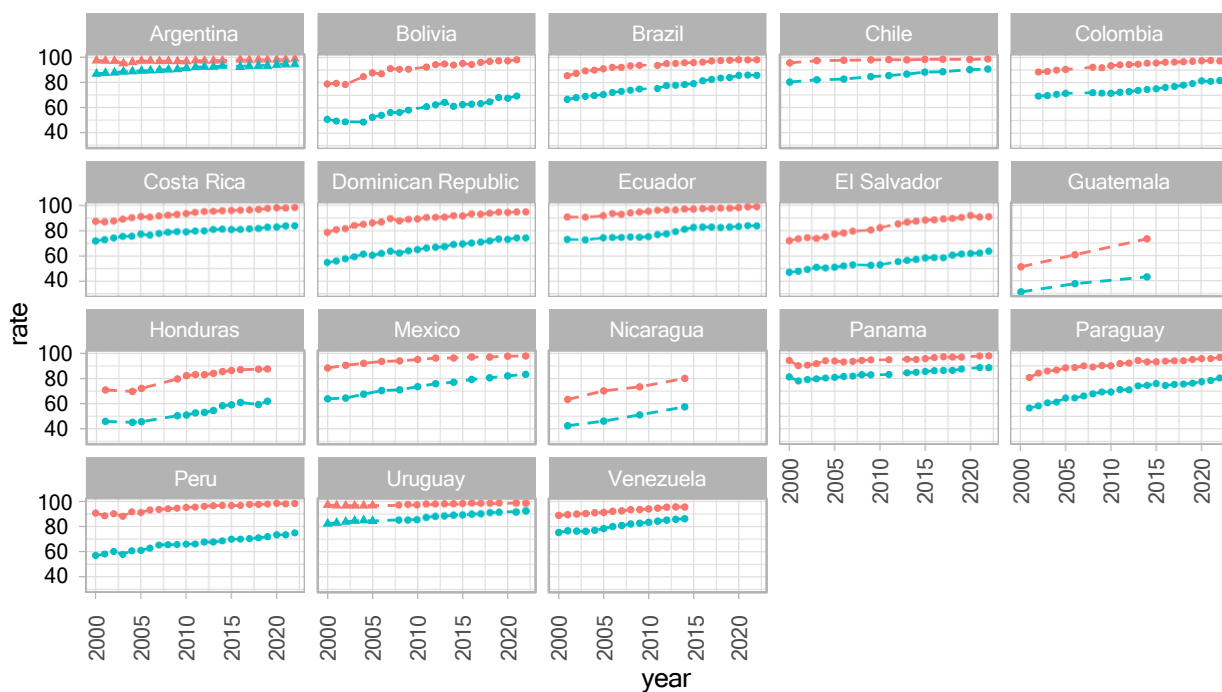 Argentina Bolivia Brazil Chile Colombia
100
80
60
40
Costa Rica Dominican Republic Ecuador El Salvador Guatemala
100
80
60
40
Honduras Mexico Nicaragua Panama Paraguay
100
80
60
40
2000 2005 2010 2015 2020 2000 2005 2010 2015 2020
Peru Uruguay Venezuela
100
80
60
40
2000 2005 2010 2015 2020 2000 2005 2010 2015 2020 2000 2005 2010 2015 2020
rate
year